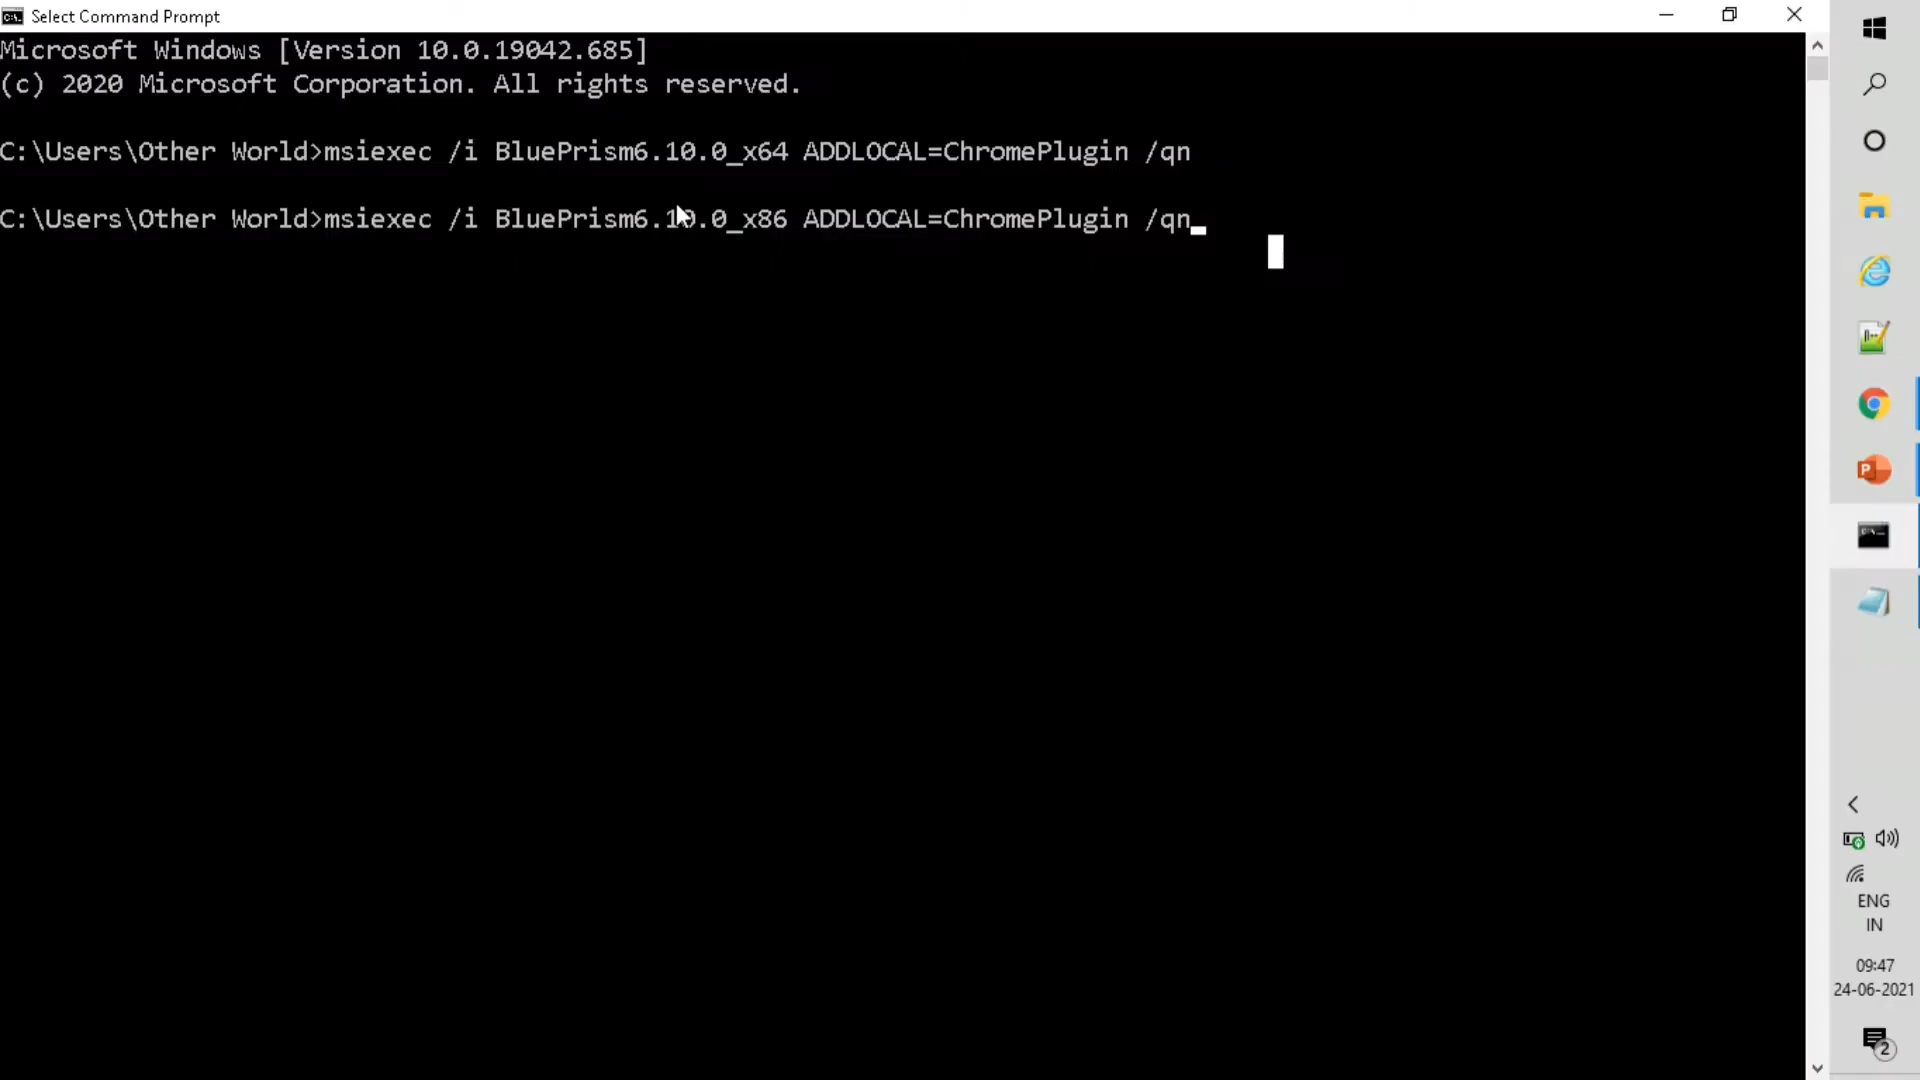 Select Command Prompt
Microsoft Windows [Version 10.0.19042.685]
(c) 2020 Microsoft Corporation. All rights reserved.
C:\Users\Other World>msiexec /i BluePrism6.10.0_x64 ADDLOCAL=ChromePlugin /qn
C:\Users\Other World>msiexec /i BluePrism6.10.0_x86 ADDLOCAL=ChromePlugin /qn
ENG
IN
09:47
24-06-2021
2